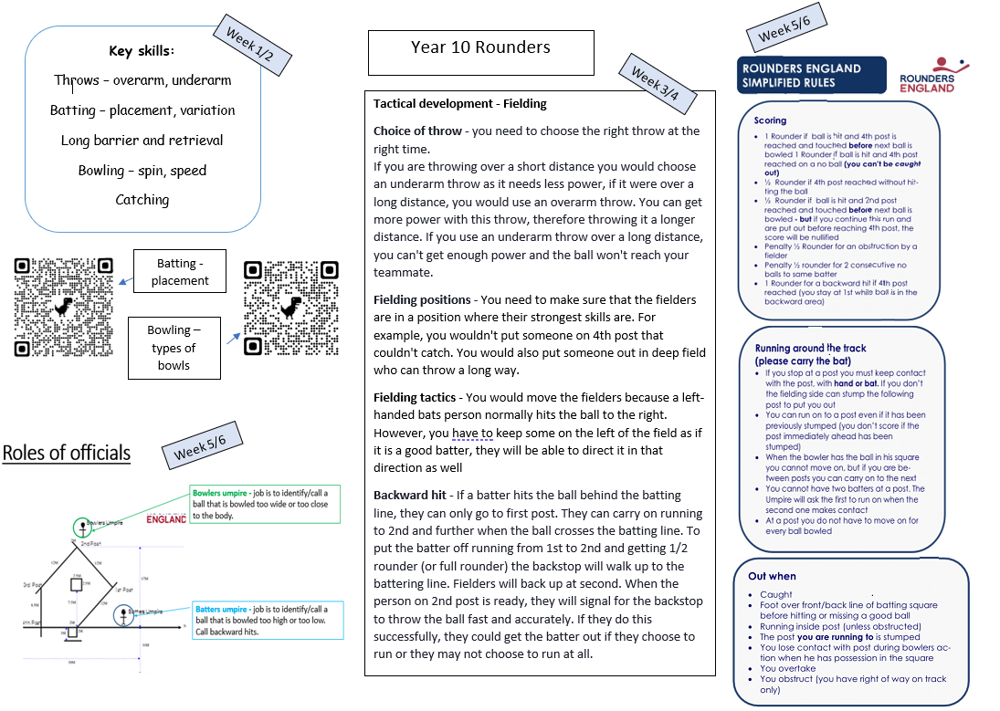 Week 1/2
Key skills:
Throws – overarm, underarm
Batting – placement, variation
Long barrier and retrieval
Bowling – spin, speed
Catching
Batting -
placement
Bowling –
types of
bowls
Week 5/6
Roles of officials
Bowlers umpire - job is to identify/call a
ball that is bowled too wide or too close
to the body.
ENGLAND
Bowlers Umpire
2nd Post
3rd Post
1st Post
4th Post
Batters Umpire
Batters umpire - job is to identify/call a
ball that is bowled too high or too low.
Call backward hits.
Year 10 Rounders
Week 3/4
Tactical development - Fielding
Choice of throw - you need to choose the right throw at the
right time.
If you are throwing over a short distance you would choose
an underarm throw as it needs less power, if it were over a
long distance, you would use an overarm throw. You can get
more power with this throw, therefore throwing it a longer
distance. If you use an underarm throw over a long distance,
you can't get enough power and the ball won't reach your
teammate.
Fielding positions - You need to make sure that the fielders
are in a position where their strongest skills are. For
example, you wouldn't put someone on 4th post that
couldn't catch. You would also put someone out in deep field
who can throw a long way.
Fielding tactics - You would move the fielders because a left-
handed bats person normally hits the ball to the right.
However, you have to keep some on the left of the field as if
it is a good batter, they will be able to direct it in that
direction as well
Backward hit - If a batter hits the ball behind the batting
line, they can only go to first post. They can carry on running
to 2nd and further when the ball crosses the batting line. To
put the batter off running from 1st to 2nd and getting 1/2
rounder (or full rounder) the backstop will walk up to the
battering line. Fielders will back up at second. When the
person on 2nd post is ready, they will signal for the backstop
to throw the ball fast and accurately. If they do this
successfully, they could get the batter out if they choose to
run or they may not choose to run at all.
Week 5/6
ROUNDERS ENGLAND
SIMPLIFIED RULES
ROUNDERS
ENGLAND
Scoring
• 1 Rounder if ball is hit and 4th post is
reached and touched before next ball is
bowled 1 Rounder if ball is hit and 4th post
reached on a no ball (you can't be caught
out)
• ½ Rounder if 4th post reached without hit-
ting the ball
• ½ Rounder if ball is hit and 2nd post
reached and touched before next ball is
bowled - but if you continue this run and
are put out before reaching 4th post, the
score will be nullified
• Penalty ½ Rounder for an obstruction by a
fielder
• Penalty ½ rounder for 2 consecutive no
balls to same batter
• 1 Rounder for a backward hit if 4th post
reached (you stay at 1st while ball is in the
backward area)
Running around the track
(please carry the bat)
• If you stop at a post you must keep contact
with the post, with hand or bat. If you don't
the fielding side can stump the following
post to put you out
• You can run on to a post even if it has been
previously stumped (you don't score if the
post immediately ahead has been
stumped)
• When the bowler has the ball in his square
you cannot move on, but if you are be-
tween posts you can carry on to the next
• You cannot have two batters at a post. The
Umpire will ask the first to run on when the
second one makes contact
• At a post you do not have to move on for
every ball bowled
Out when
• Caught
• Foot over front/back line of batting square
before hitting or missing a good ball
• Running inside post (unless obstructed)
• The post you are running to is stumped
• You lose contact with post during bowlers ac-
tion when he has possession in the square
• You overtake
• You obstruct (you have right of way on track
only)